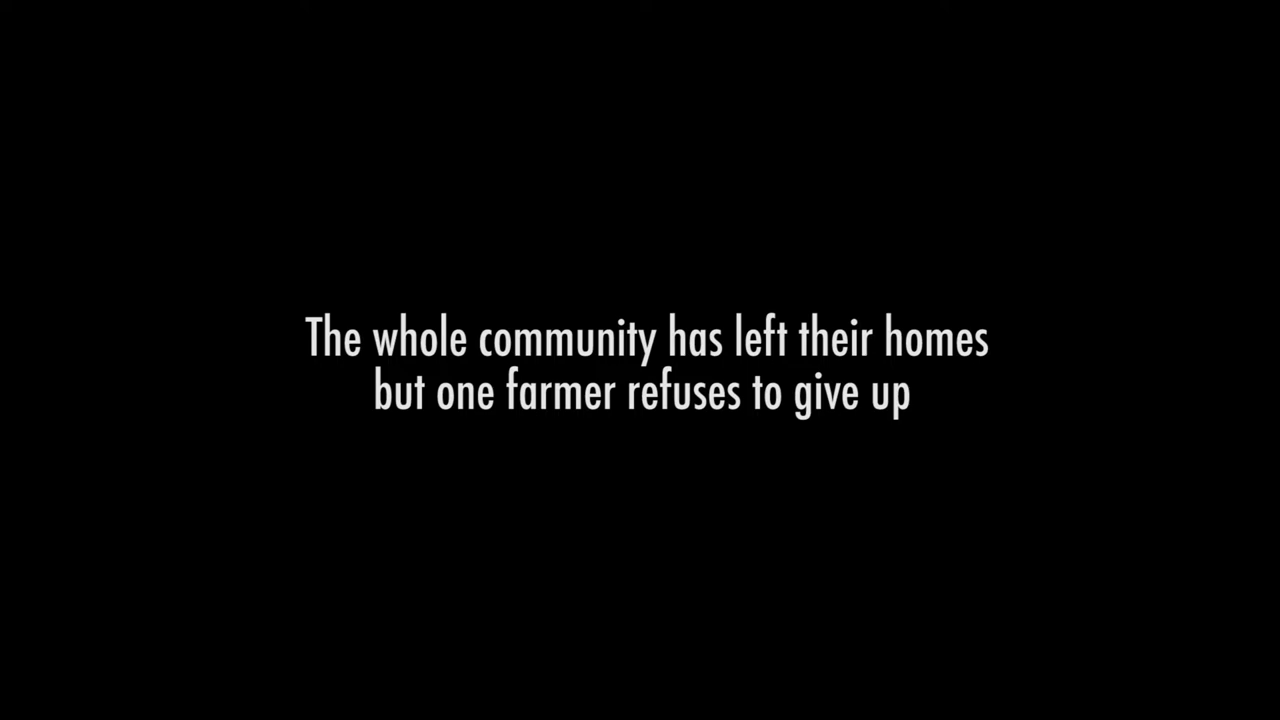 The whole community has left their homes
but one farmer refuses to give up